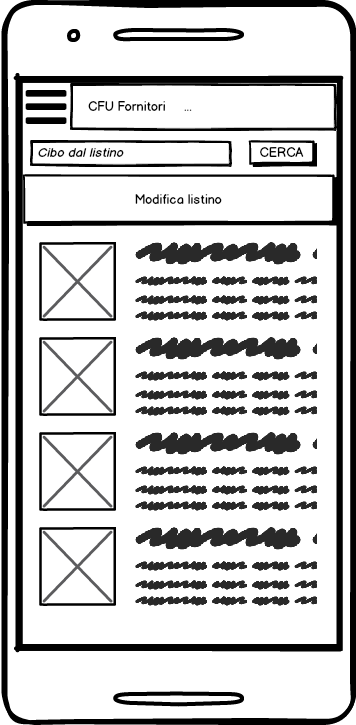 CFU Fornitori ...
Cibo dal listino
CERCA
Modifica listino